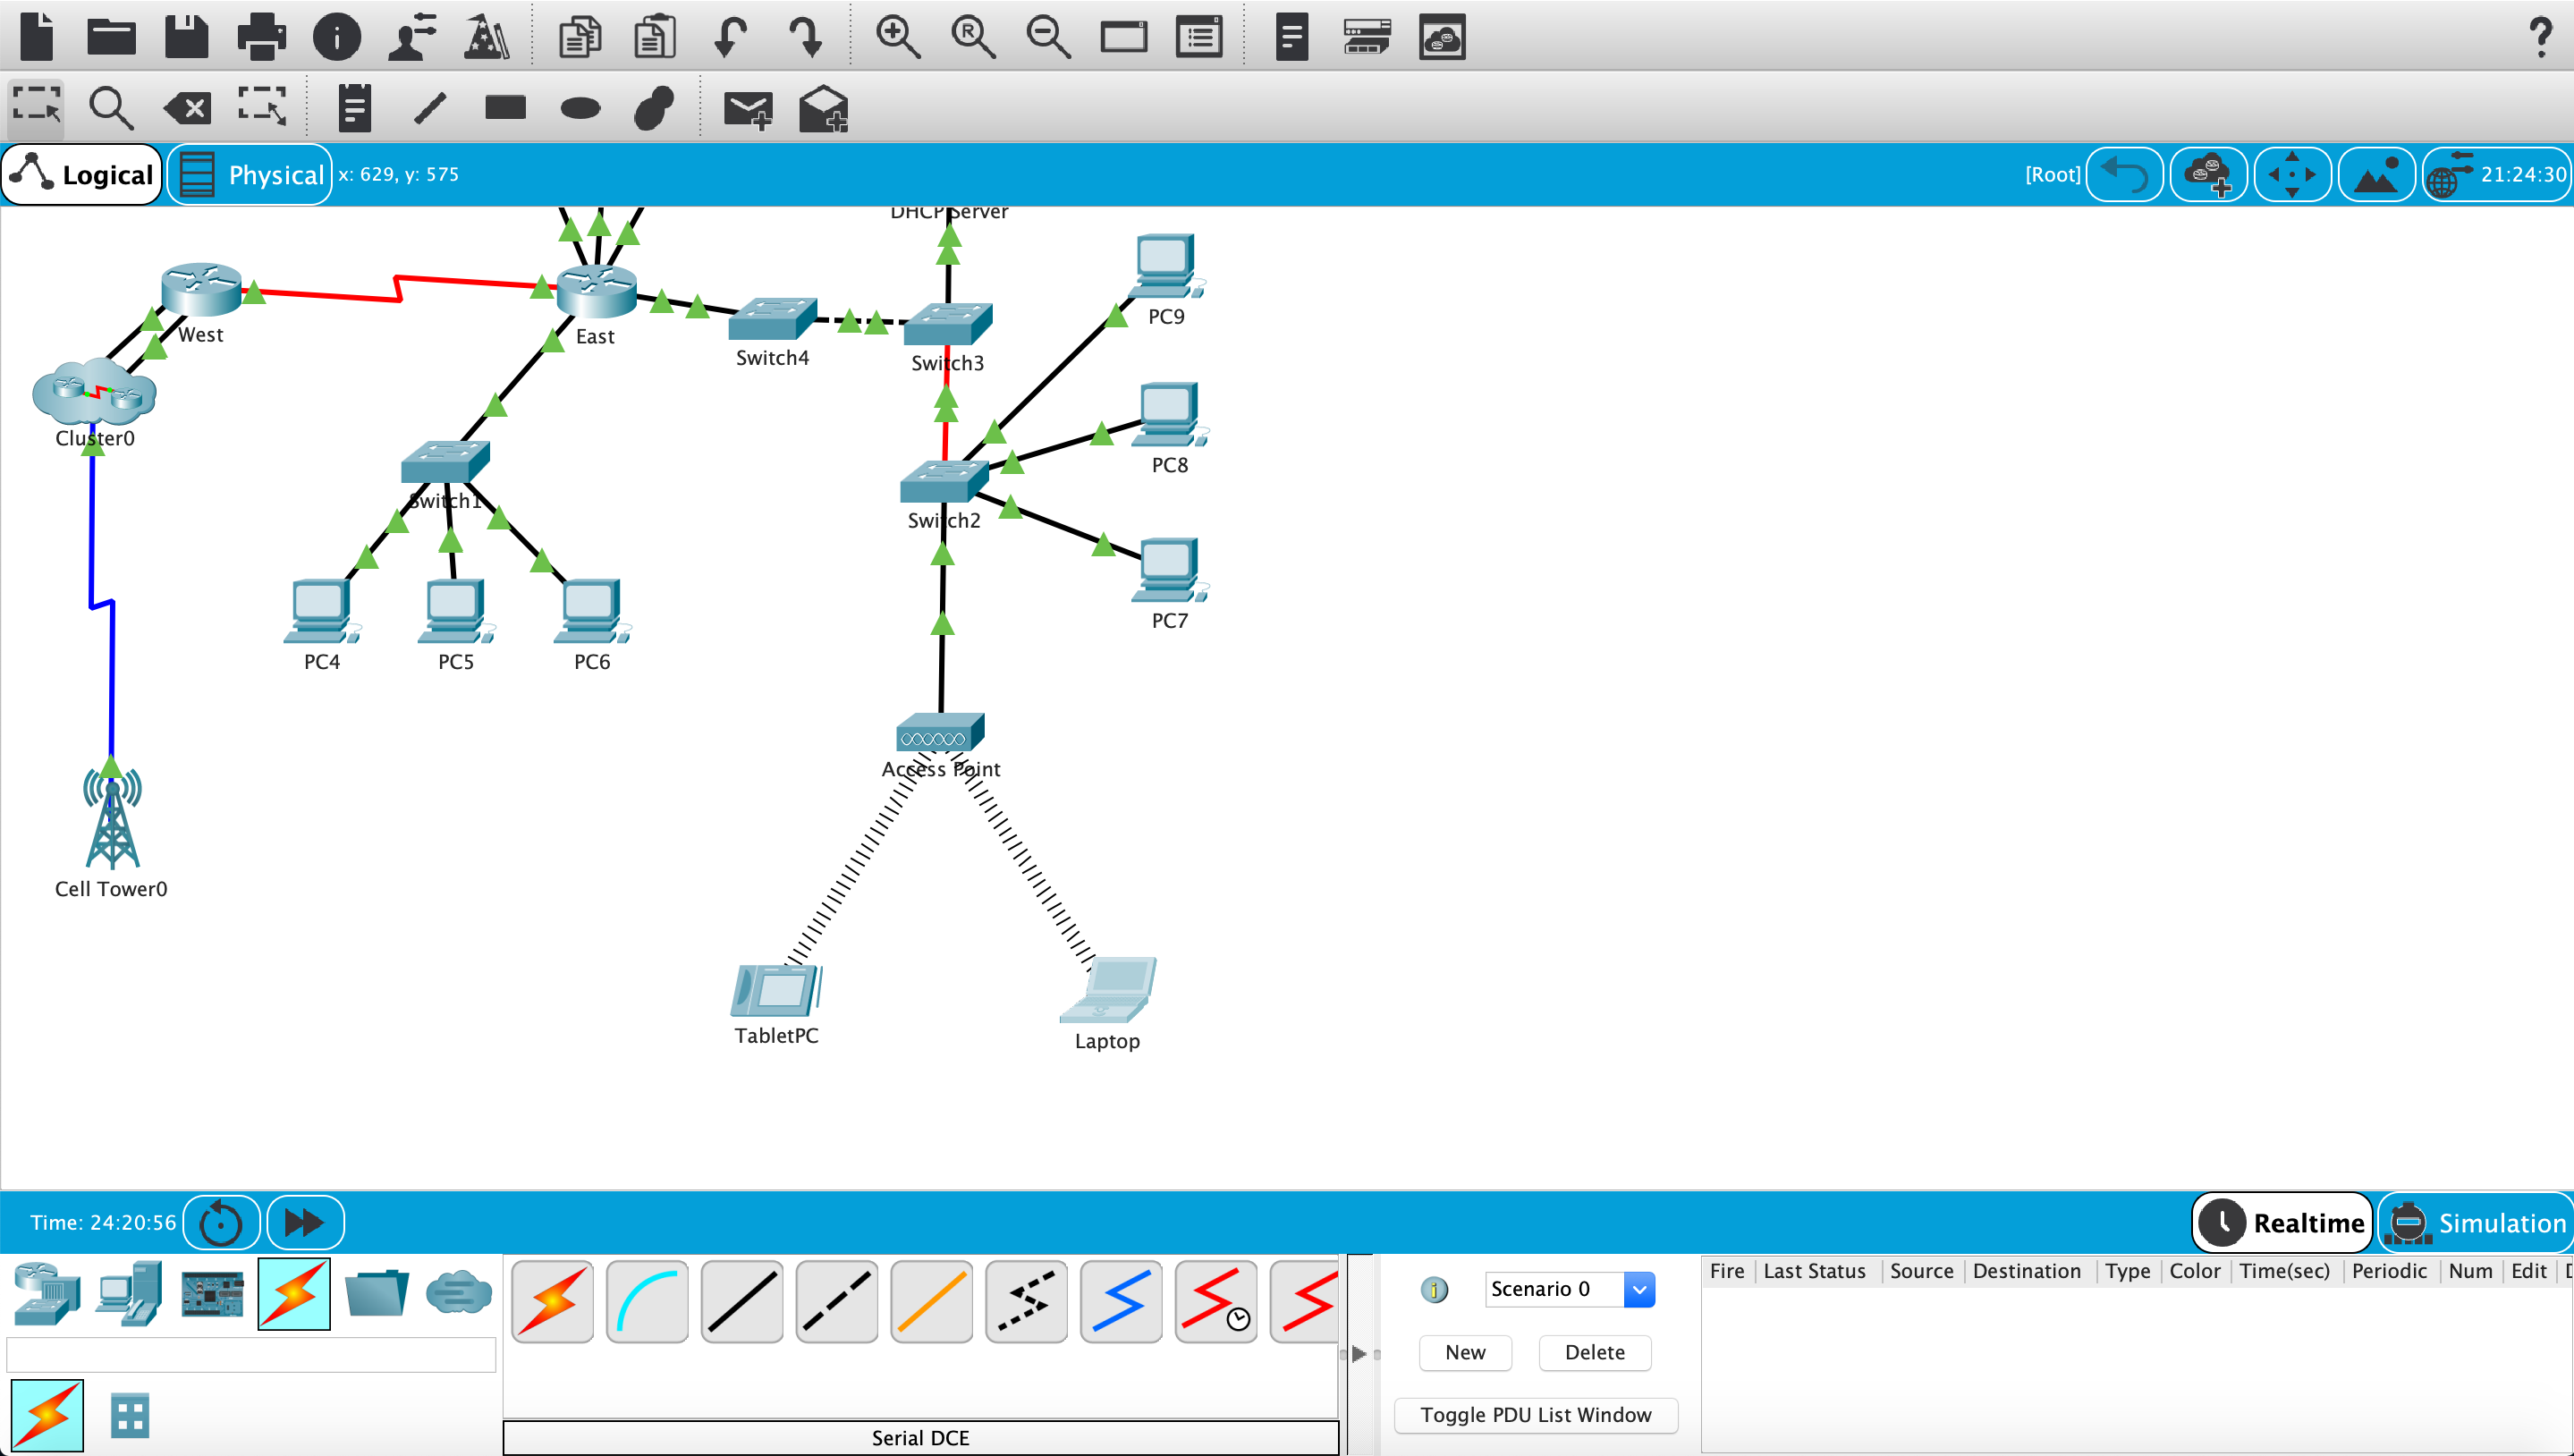 Logical
Physical
x: 629, y: 575
[Root]
21:24:30
DHCP Server
West
East
Switch4
Switch3
PC9
Cluster0
PC8
Switch1
Switch2
PC7
PC4
PC5
PC6
Access Point
Cell Tower0
TabletPC
Laptop
Time: 24:20:56
Realtime
Simulation
Scenario 0
New
Delete
Toggle PDU List Window
Fire Last Status Source Destination Type Color Time(sec) Periodic Num Edit
Serial DCE